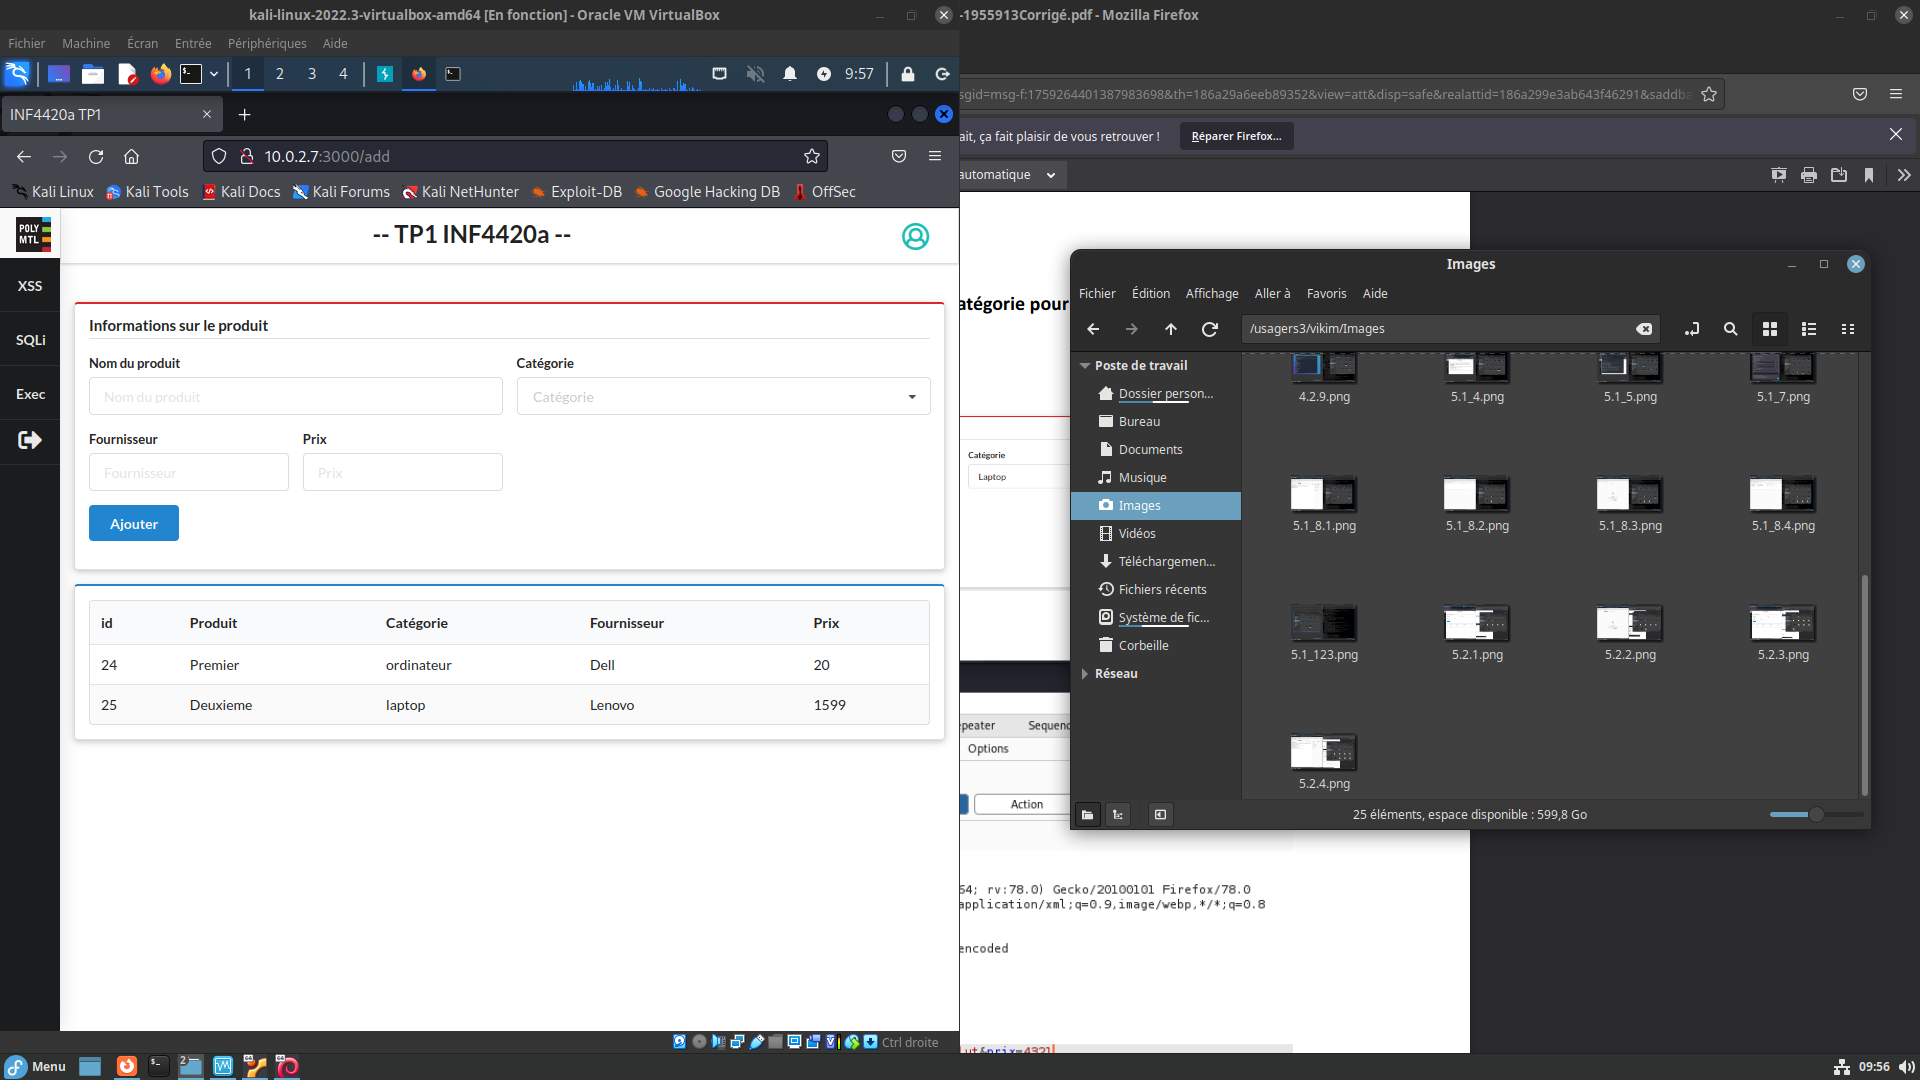 kali-linux-2022.3-virtualbox-amd64 [En fonction] - Oracle VM VirtualBox
Fichier Machine Écran Entrée Périphériques Aide
1 2 3 4 9:57
INF4420a TP1
10.0.2.7:3000/add
Kali Linux Kali Tools Kali Docs Kali Forums Kali NetHunter Exploit-DB Google Hacking DB OffSec
POLY
MTL
-- TP1 INF4420a --
XSS
SQLi
Exec
Informations sur le produit
Nom du produit Catégorie
Nom du produit Catégorie
Fournisseur Prix
Fournisseur Prix
Ajouter
id Produit Catégorie Fournisseur Prix
24 Premier ordinateur Dell 20
25 Deuxieme laptop Lenovo 1599
Ctrl droite
-1955913Corrigé.pdf - Mozilla Firefox
sgid=msg-f:1759264401387983698&th=186a29a6eeb89352&view=att&disp=safe&realattid=186a299e3ab643f46291&saddba
ait, ça fait plaisir de vous retrouver ! Réparer Firefox...
automatique
atégorie pour
Catégorie
Laptop
epeater Sequenc
Options
Action
54; rv:78.0) Gecko/20100101 Firefox/78.0
application/xml;q=0.9,image/webp,*/*;q=0.8
encoded
ut&prix=4321
Images
Fichier Édition Affichage Aller à Favoris Aide
/usagers3/vikim/Images
Poste de travail
Dossier person...
Bureau
Documents
Musique
Images
Vidéos
Téléchargemen...
Fichiers récents
Système de fic...
Corbeille
Réseau
4.2.9.png 5.1_4.png 5.1_5.png 5.1_7.png
5.1_8.1.png 5.1_8.2.png 5.1_8.3.png 5.1_8.4.png
5.1_123.png 5.2.1.png 5.2.2.png 5.2.3.png
5.2.4.png
25 éléments, espace disponible : 599,8 Go
Menu 2 09:56